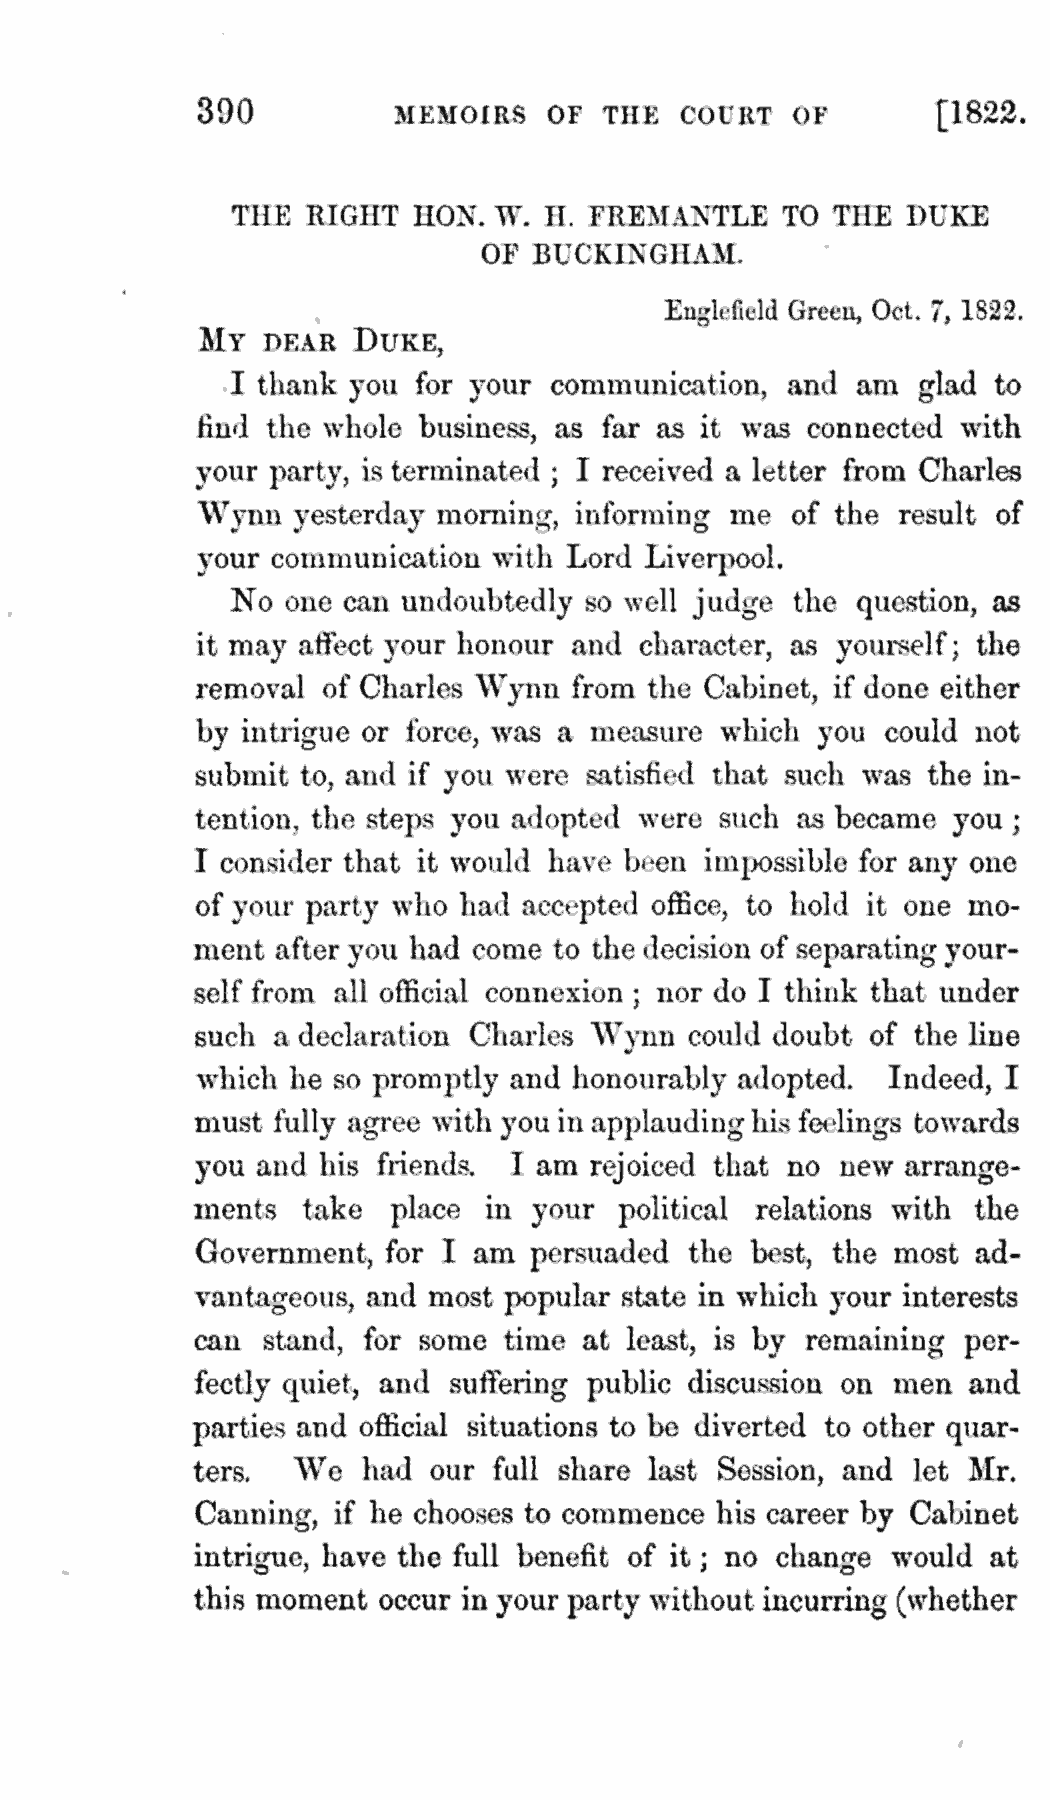 390 MEMOIRS OF THE COURT OF [1822.
THE RIGHT HON. W. H. FREMANTLE TO THE DUKE
OF BUCKINGHAM.
Englefield Green, Oct. 7, 1822.
MY DEAR DUKE,
I thank you for your communication, and am glad to
find the whole business, as far as it was connected with
your party, is terminated ; I received a letter from Charles
Wynn yesterday morning, informing me of the result of
your communication with Lord Liverpool.
No one can undoubtedly so well judge the question, as
it may affect your honour and character, as yourself; the
removal of Charles Wynn from the Cabinet, if done either
by intrigue or force, was a measure which you could not
submit to, and if you were satisfied that such was the in-
tention, the steps you adopted were such as became you ;
I consider that it would have been impossible for any one
of your party who had accepted office, to hold it one mo-
ment after you had come to the decision of separating your-
self from all official connexion ; nor do I think that under
such a declaration Charles Wynn could doubt of the line
which he so promptly and honourably adopted. Indeed, I
must fully agree with you in applauding his feelings towards
you and his friends. I am rejoiced that no new arrange-
ments take place in your political relations with the
Government, for I am persuaded the best, the most ad-
vantageous, and most popular state in which your interests
can stand, for some time at least, is by remaining per-
fectly quiet, and suffering public discussion on men and
parties and official situations to be diverted to other quar-
ters. We had our full share last Session, and let Mr.
Canning, if he chooses to commence his career by Cabinet
intrigue, have the full benefit of it ; no change would at
this moment occur in your party without incurring (whether